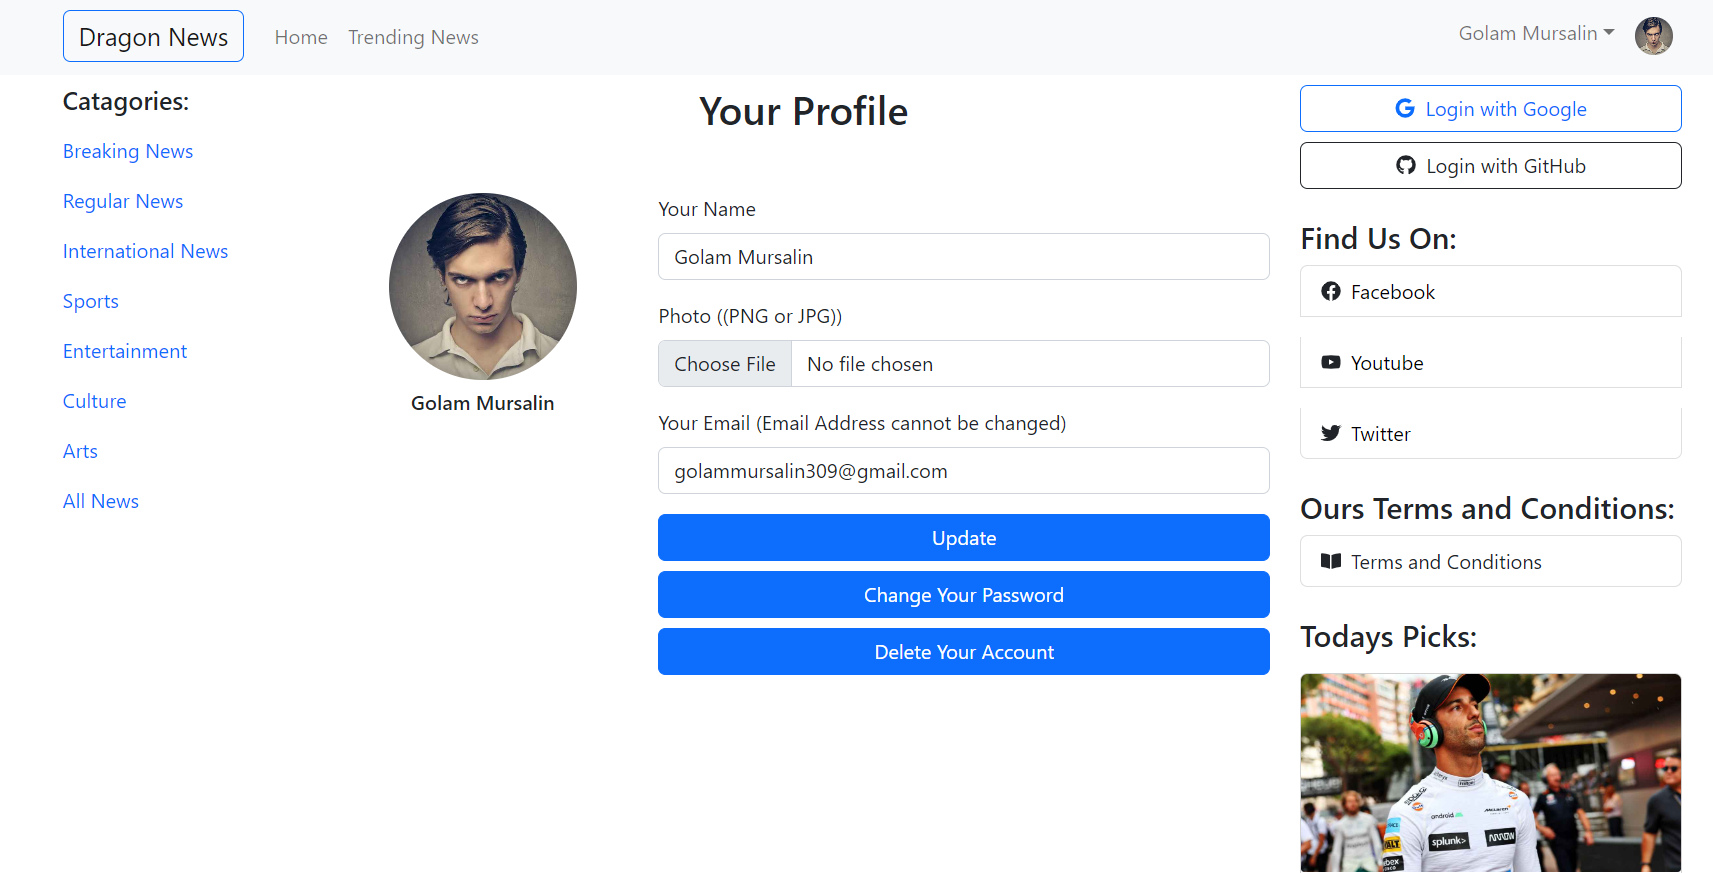 Dragon News
Home
Trending News
Golam Mursalin
Catagories:
Breaking News
Regular News
International News
Sports
Entertainment
Culture
Arts
All News
Your Profile
Golam Mursalin
Your Name
Golam Mursalin
Photo ((PNG or JPG))
Choose File
No file chosen
Your Email (Email Address cannot be changed)
golammursalin309@gmail.com
Update
Change Your Password
Delete Your Account
Login with Google
Login with GitHub
Find Us On:
Facebook
Youtube
Twitter
Ours Terms and Conditions:
Terms and Conditions
Todays Picks:
android
splunk>
ARROW